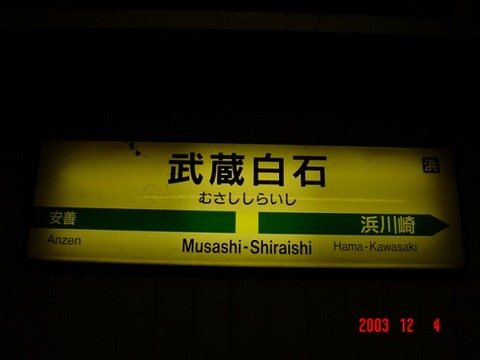 武蔵白石
浜
むさししらいし
安善
浜川崎
Anzen
Musashi-Shiraishi
Hama-Kawasaki
2003 12 4